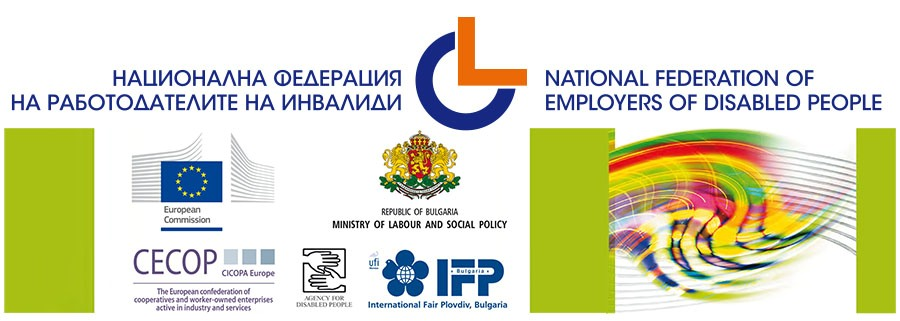 НАЦИОНАЛНА ФЕДЕРАЦИЯ
НА РАБОТОДАТЕЛИТЕ НА ИНВАЛИДИ
NATIONAL FEDERATION OF
EMPLOYERS OF DISABLED PEOPLE
European
Commission
REPUBLIC OF BULGARIA
MINISTRY OF LABOUR AND SOCIAL POLICY
CECOP
CICOPA Europe
The European confederation of
cooperatives and worker-owned enterprises
active in industry and services
AGENCY FOR
DISABLED PEOPLE
ufi
Member
IFP
Bulgaria
International Fair Plovdiv, Bulgaria